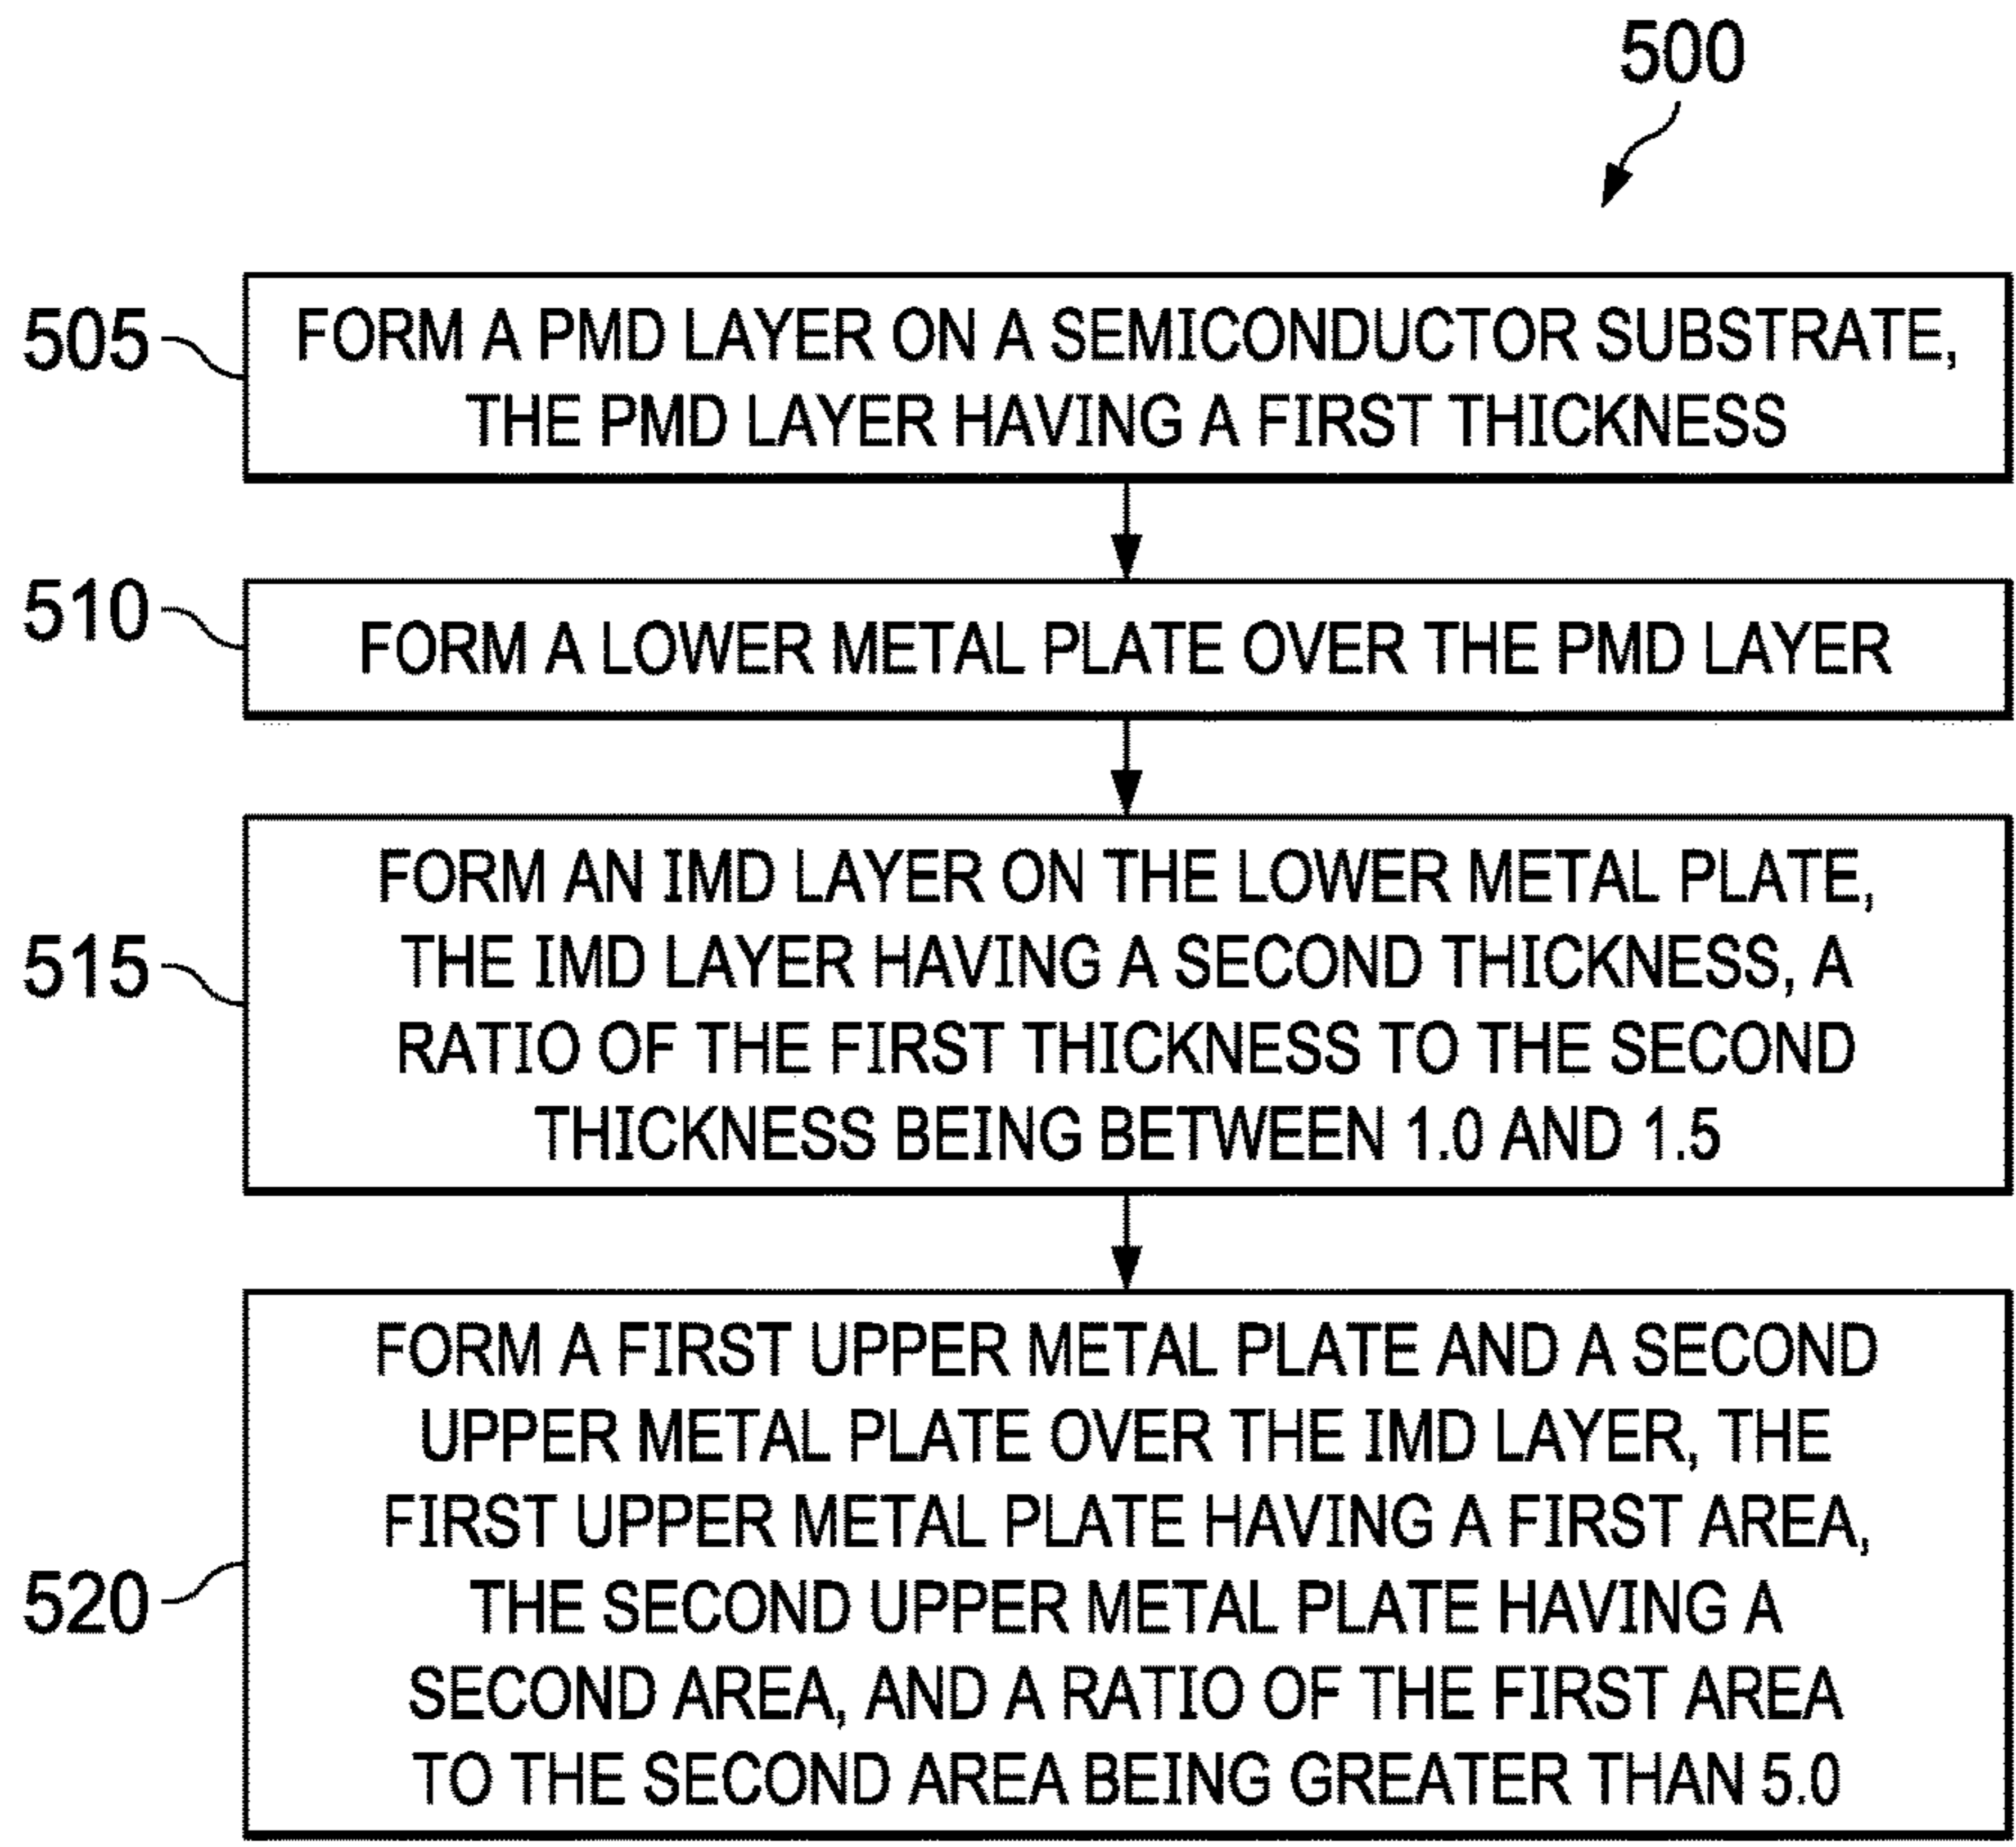 500
505
FORM A PMD LAYER ON A SEMICONDUCTOR SUBSTRATE,
THE PMD LAYER HAVING A FIRST THICKNESS
510
FORM A LOWER METAL PLATE OVER THE PMD LAYER
515
FORM AN IMD LAYER ON THE LOWER METAL PLATE,
THE IMD LAYER HAVING A SECOND THICKNESS, A
RATIO OF THE FIRST THICKNESS TO THE SECOND
THICKNESS BEING BETWEEN 1.0 AND 1.5
520
FORM A FIRST UPPER METAL PLATE AND A SECOND
UPPER METAL PLATE OVER THE IMD LAYER, THE
FIRST UPPER METAL PLATE HAVING A FIRST AREA,
THE SECOND UPPER METAL PLATE HAVING A
SECOND AREA, AND A RATIO OF THE FIRST AREA
TO THE SECOND AREA BEING GREATER THAN 5.0